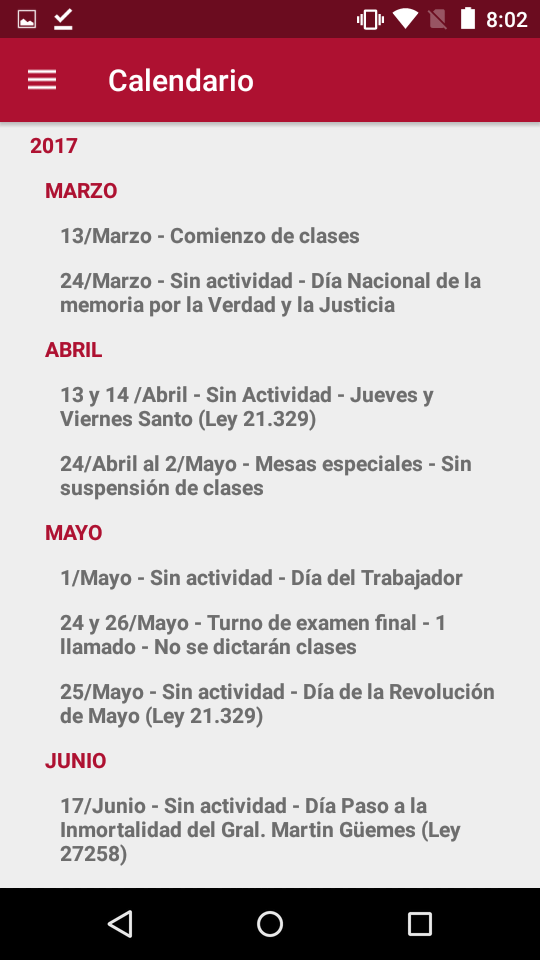 8:02
Calendario
2017
MARZO
13/Marzo - Comienzo de clases
24/Marzo - Sin actividad - Día Nacional de la
memoria por la Verdad y la Justicia
ABRIL
13 y 14 /Abril - Sin Actividad - Jueves y
Viernes Santo (Ley 21.329)
24/Abril al 2/Mayo - Mesas especiales - Sin
suspensión de clases
MAYO
1/Mayo - Sin actividad - Día del Trabajador
24 y 26/Mayo - Turno de examen final - 1
llamado - No se dictarán clases
25/Mayo - Sin actividad - Día de la Revolución
de Mayo (Ley 21.329)
JUNIO
17/Junio - Sin actividad - Día Paso a la
Inmortalidad del Gral. Martin Güemes (Ley
27258)